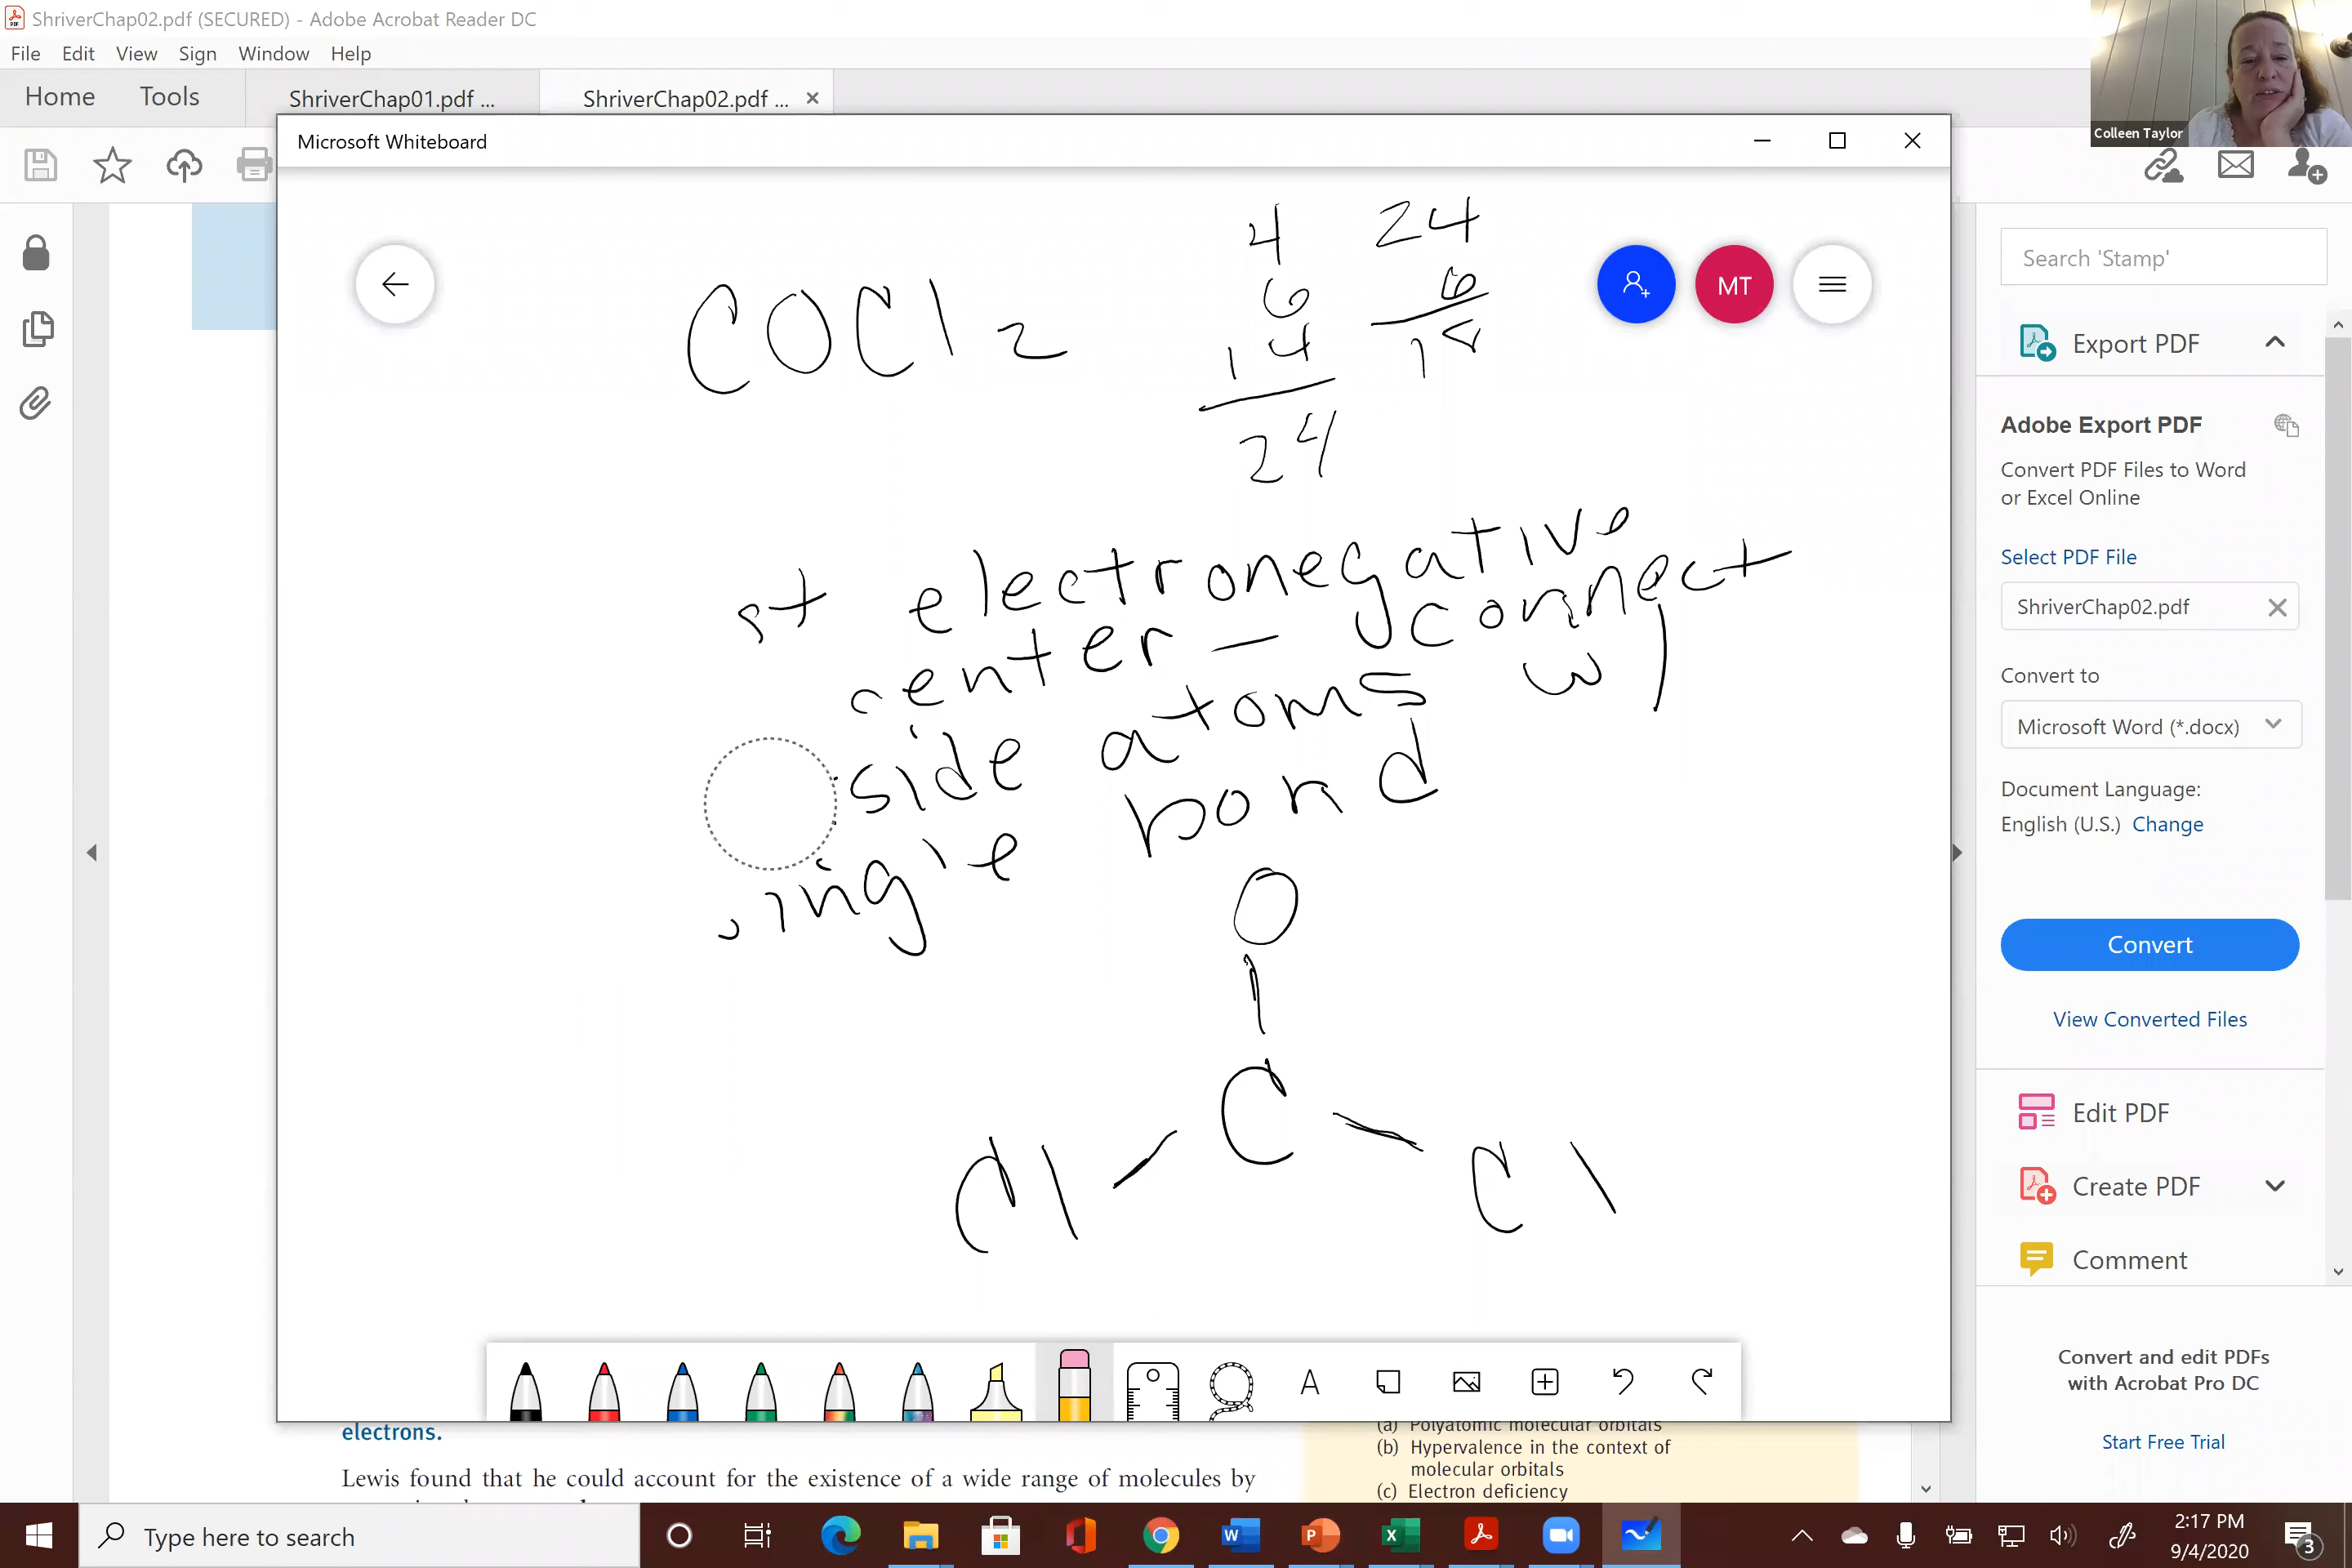 ShriverChap02.pdf (SECURED) - Adobe Acrobat Reader DC
File Edit View Sign Window Help
Home Tools ShriverChap01.pdf ... ShriverChap02.pdf ...
Colleen Taylor
Microsoft Whiteboard
MT
COCl2
4
6
14
24
24
6
18
st electronegative
center - connect
side atoms w/
ingle bond
O
C
Cl Cl
A
electrons.
Lewis found that he could account for the existence of a wide range of molecules by
(a) Polyatomic molecular orbitals
(b) Hypervalence in the context of
molecular orbitals
(c) Electron deficiency
Search 'Stamp'
Export PDF
Adobe Export PDF
Convert PDF Files to Word
or Excel Online
Select PDF File
ShriverChap02.pdf
Convert to
Microsoft Word (*.docx)
Document Language:
English (U.S.) Change
Convert
View Converted Files
Edit PDF
Create PDF
Comment
Convert and edit PDFs
with Acrobat Pro DC
Start Free Trial
Type here to search
2:17 PM
9/4/2020
3